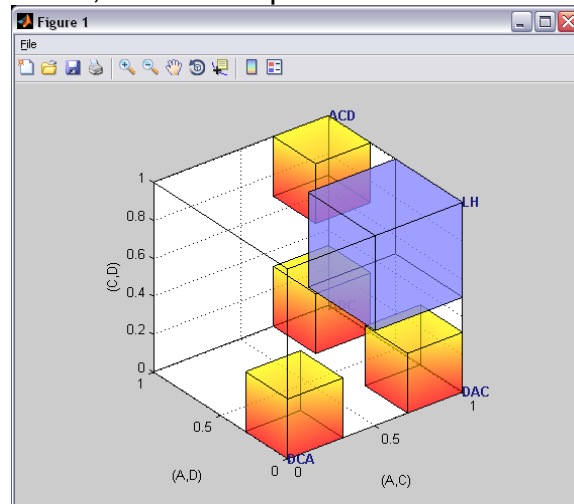 Figure 1
File
ACD
1
LH
0.8
0.6
(C,D)
0.4
0.2
0
1
DAC
1
0.5
0.5
DCA
0 0
(A,D)
(A,C)